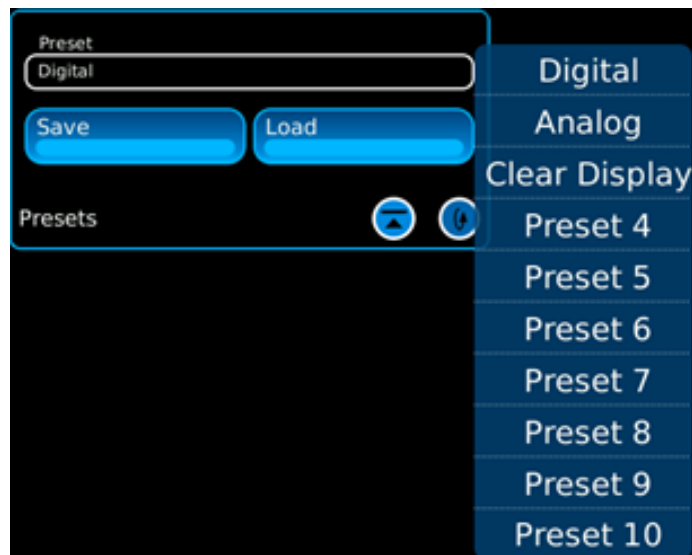 Preset
Digital
Save
Load
Presets
Digital
Analog
Clear Display
Preset 4
Preset 5
Preset 6
Preset 7
Preset 8
Preset 9
Preset 10